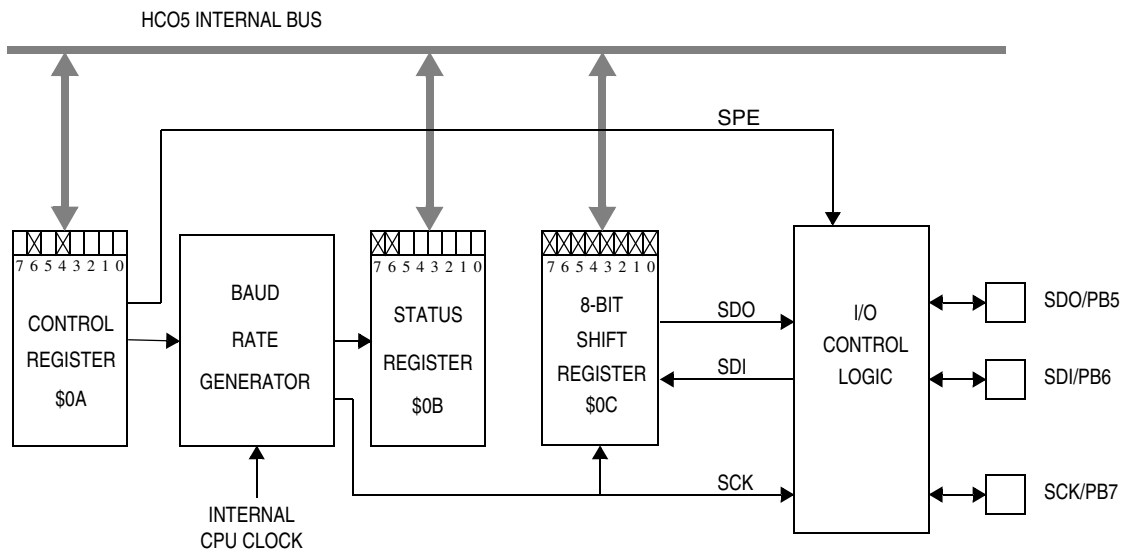 HCO5 INTERNAL BUS
SPE
7 6 5 4 3 2 1 0
CONTROL
REGISTER
$0A
BAUD
RATE
GENERATOR
7 6 5 4 3 2 1 0
STATUS
REGISTER
$0B
7 6 5 4 3 2 1 0
8-BIT
SHIFT
REGISTER
$0C
SDO
SDI
SCK
I/O
CONTROL
LOGIC
SDO/PB5
SDI/PB6
SCK/PB7
INTERNAL
CPU CLOCK